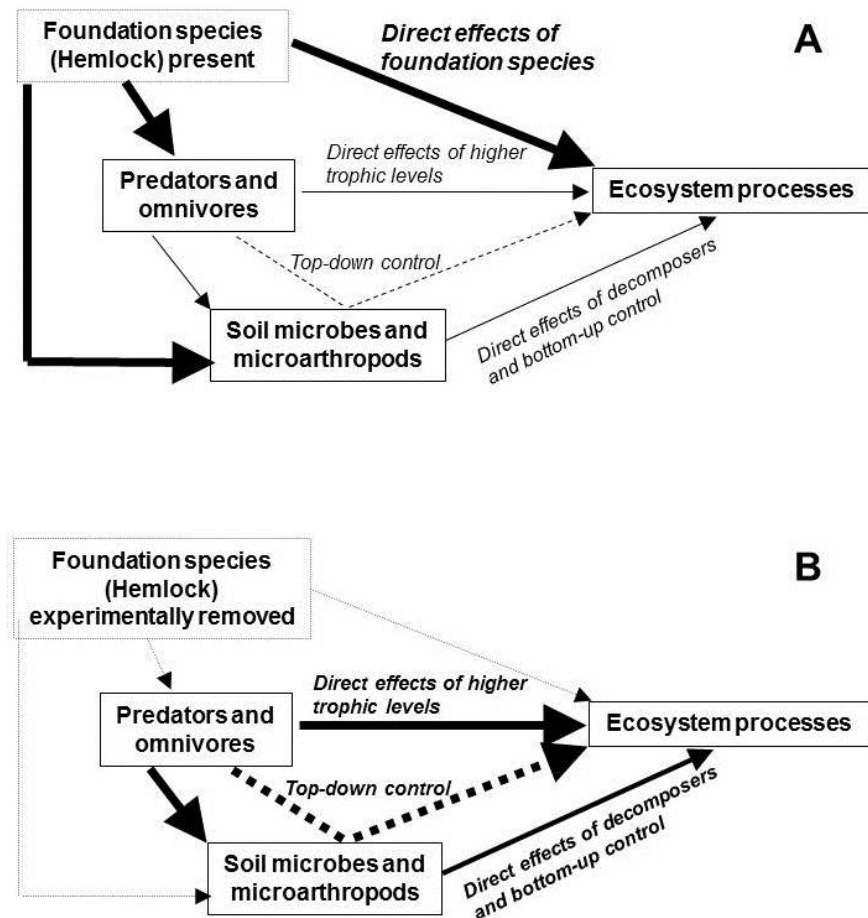 Foundation species
(Hemlock) present
Direct effects of
foundation species
A
Predators and
omnivores
Direct effects of higher
trophic levels
Ecosystem processes
Top-down control
Soil microbes and
microarthropods
Direct effects of decomposers
and bottom-up control
Foundation species
(Hemlock)
experimentally removed
B
Predators and
omnivores
Direct effects of higher
trophic levels
Ecosystem processes
Top-down control
Soil microbes and
microarthropods
Direct effects of decomposers
and bottom-up control